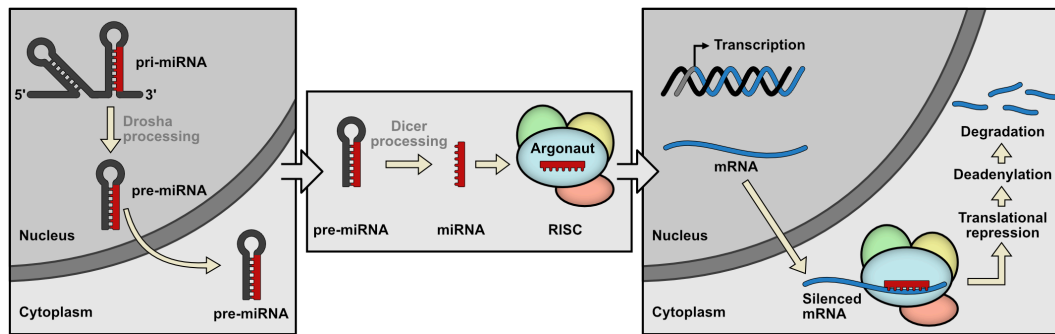 pri-miRNA
5'
3'
Drosha
processing
pre-miRNA
Nucleus
Cytoplasm
pre-miRNA
Dicer
processing
Argonaut
pre-miRNA
miRNA
RISC
Transcription
mRNA
Nucleus
Cytoplasm
Silenced
mRNA
Degradation
Deadenylation
Translational
repression